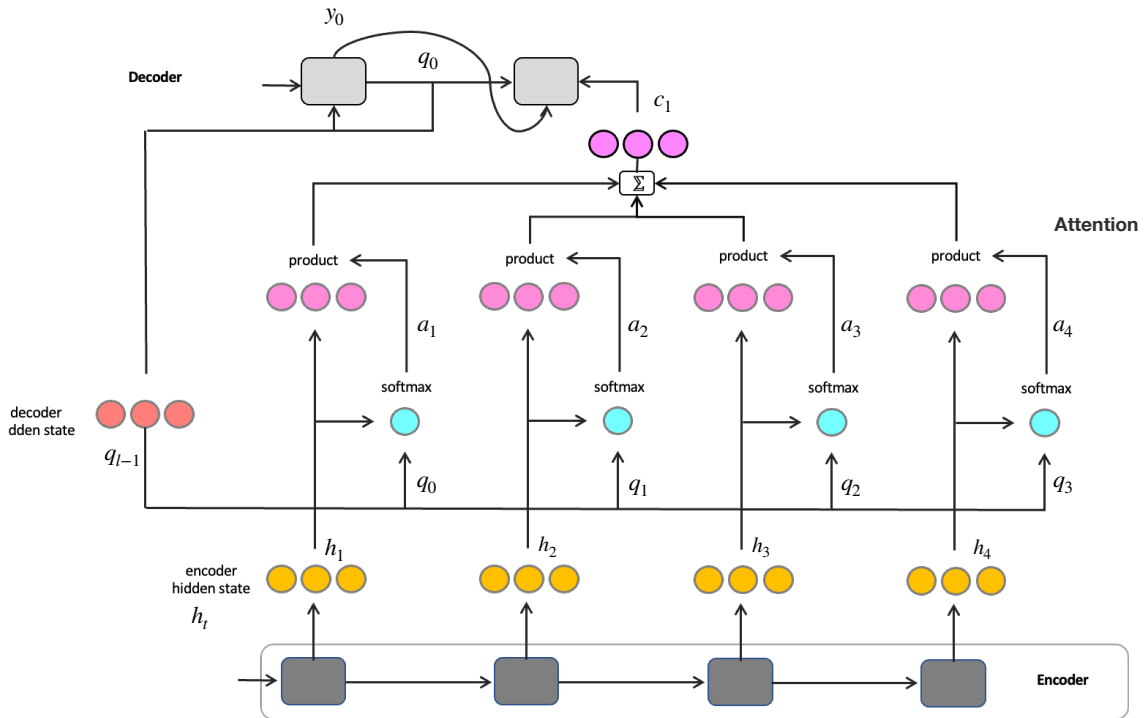 y₀
q₀
Decoder
c₁
Σ
Attention
product
product
product
product
a₁
a₂
a₃
a₄
softmax
softmax
softmax
softmax
decoder
dden state
qₗ₋₁
q₀
q₁
q₂
q₃
h₁
h₂
h₃
h₄
encoder
hidden state
hₜ
Encoder